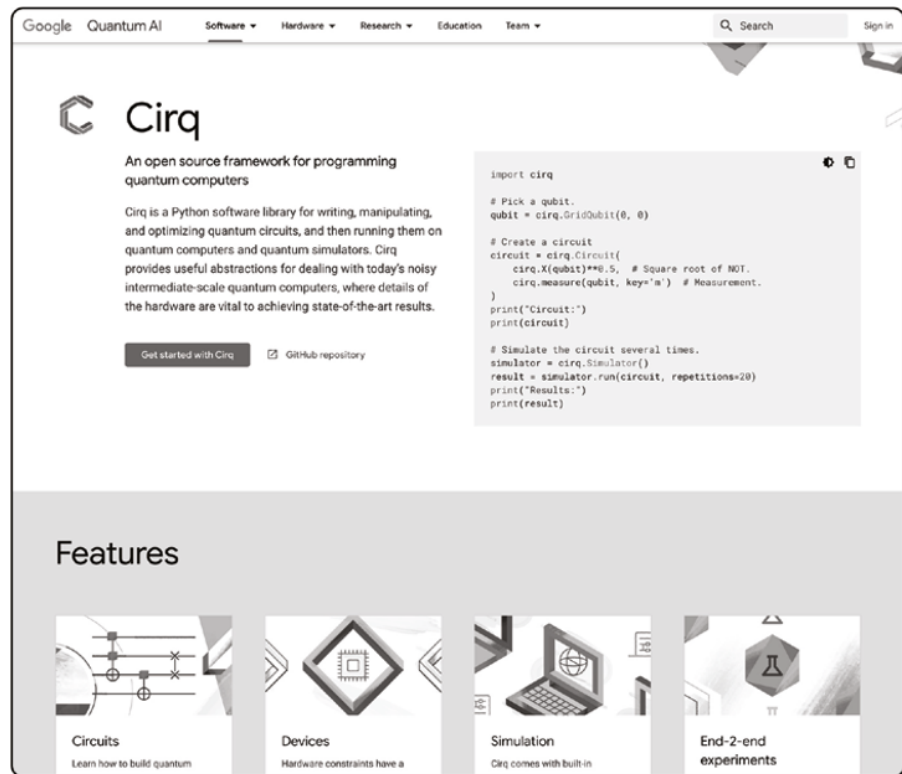 Google Quantum AI Software Hardware Research Education Team Search Sign in
Cirq
An open source framework for programming
quantum computers
Cirq is a Python software library for writing, manipulating,
and optimizing quantum circuits, and then running them on
quantum computers and quantum simulators. Cirq
provides useful abstractions for dealing with today's noisy
intermediate-scale quantum computers, where details of
the hardware are vital to achieving state-of-the-art results.
Get started with Cirq GitHub repository
import cirq
# Pick a qubit.
qubit = cirq.GridQubit(0, 0)
# Create a circuit
circuit = cirq.Circuit(
    cirq.X(qubit)**0.5,  # Square root of NOT.
    cirq.measure(qubit, key='m')  # Measurement.
)
print("Circuit:")
print(circuit)
# Simulate the circuit several times.
simulator = cirq.Simulator()
result = simulator.run(circuit, repetitions=20)
print("Results:")
print(result)
Features
Circuits
Learn how to build quantum
Devices
Hardware constraints have a
Simulation
Cirq comes with built-in
End-2-end
experiments